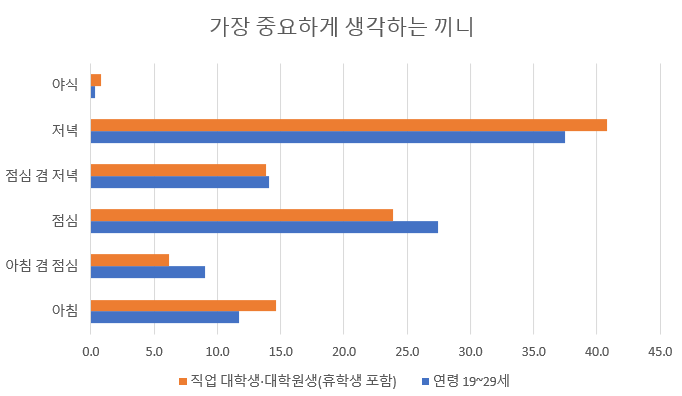 가장 중요하게 생각하는 끼니
야식
저녁
점심 겸 저녁
점심
아침 겸 점심
아침
0.0 5.0 10.0 15.0 20.0 25.0 30.0 35.0 40.0 45.0
직업 대학생·대학원생(휴학생 포함) 연령 19~29세